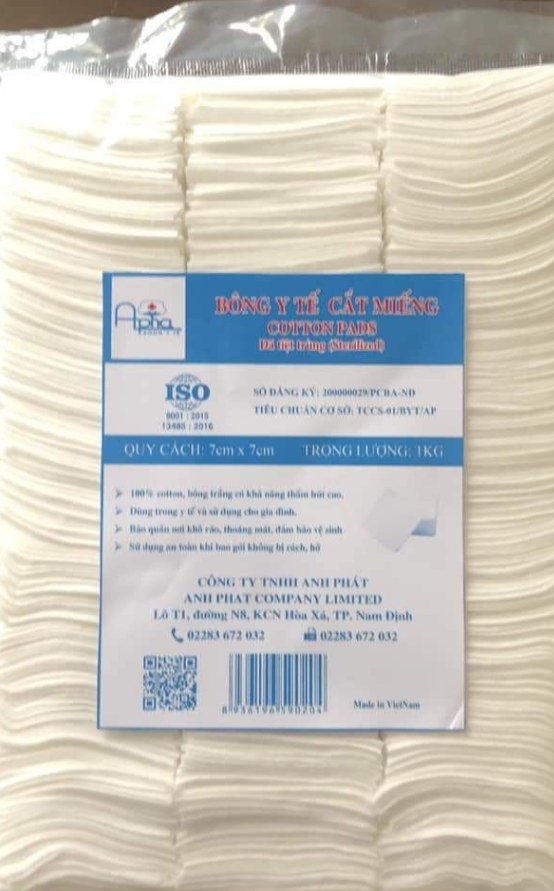 Apha
BÔNG Y TẾ CẮT MIẾNG
COTTON PADS
Đã tiệt trùng (Sterilized)
ISO
9001 : 2015
13485 : 2016
SỐ ĐĂNG KÝ: 200000029/PCBA-NĐ
TIÊU CHUẨN CƠ SỞ: TCCS-01/BYT/AP
QUY CÁCH: 7cm x 7cm TRỌNG LƯỢNG: 1KG
➢ 100% cotton, bông trắng có khả năng thấm hút cao.
➢ Dùng trong y tế và sử dụng cho gia đình.
➢ Bảo quản nơi khô ráo, thoáng mát, đảm bảo vệ sinh
➢ Sử dụng an toàn khi bao gói không bị rách, hở
CÔNG TY TNHH ANH PHÁT
ANH PHAT COMPANY LIMITED
Lô T1, đường N8, KCN Hòa Xá, TP. Nam Định
02283 672 032 02283 672 032
8 936196 590204
Made in VietNam